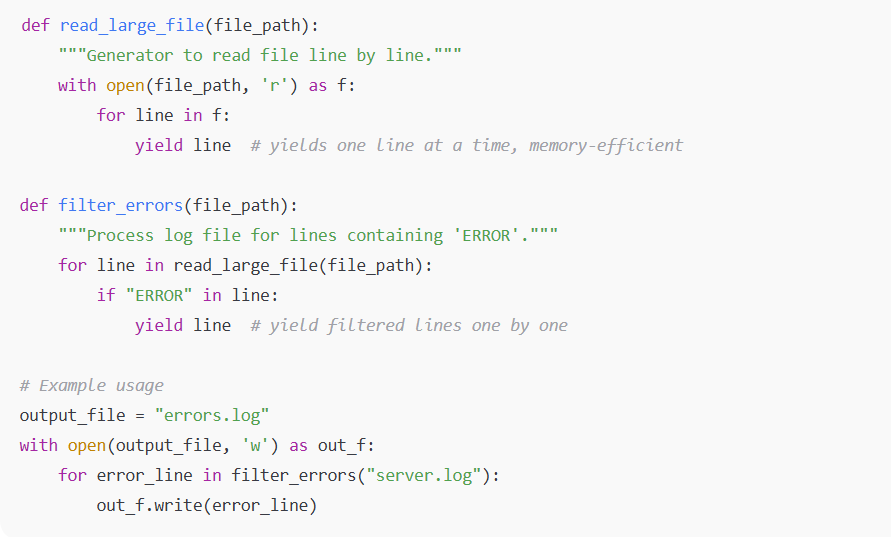 def read_large_file(file_path):
    """Generator to read file line by line."""
    with open(file_path, 'r') as f:
        for line in f:
            yield line  # yields one line at a time, memory-efficient

def filter_errors(file_path):
    """Process log file for lines containing 'ERROR'."""
    for line in read_large_file(file_path):
        if "ERROR" in line:
            yield line  # yield filtered lines one by one

# Example usage
output_file = "errors.log"
with open(output_file, 'w') as out_f:
    for error_line in filter_errors("server.log"):
        out_f.write(error_line)